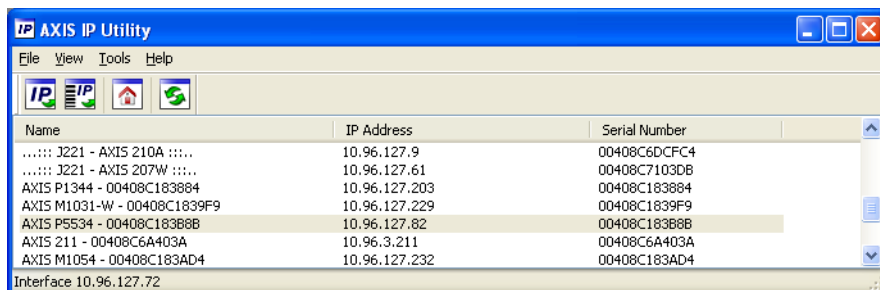 IP AXIS IP Utility
File View Tools Help
IP IP
Name IP Address Serial Number
...::: J221 - AXIS 210A :::.. 10.96.127.9 00408C6DCFC4
...::: J221 - AXIS 207W :::.. 10.96.127.61 00408C7103DB
AXIS P1344 - 00408C183884 10.96.127.203 00408C183884
AXIS M1031-W - 00408C1839F9 10.96.127.229 00408C1839F9
AXIS P5534 - 00408C183B8B 10.96.127.82 00408C183B8B
AXIS 211 - 00408C6A403A 10.96.3.211 00408C6A403A
AXIS M1054 - 00408C183AD4 10.96.127.232 00408C183AD4
Interface 10.96.127.72